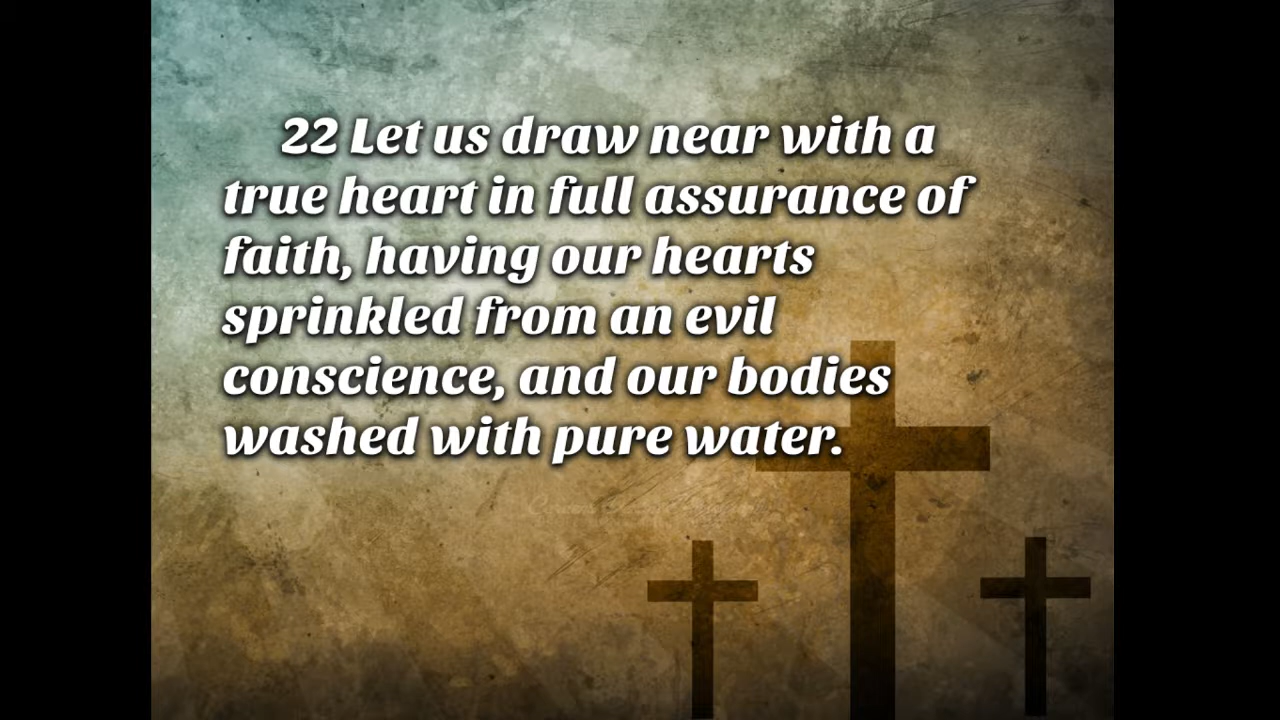 22 Let us draw near with a
true heart in full assurance of
faith, having our hearts
sprinkled from an evil
conscience, and our bodies
washed with pure water.